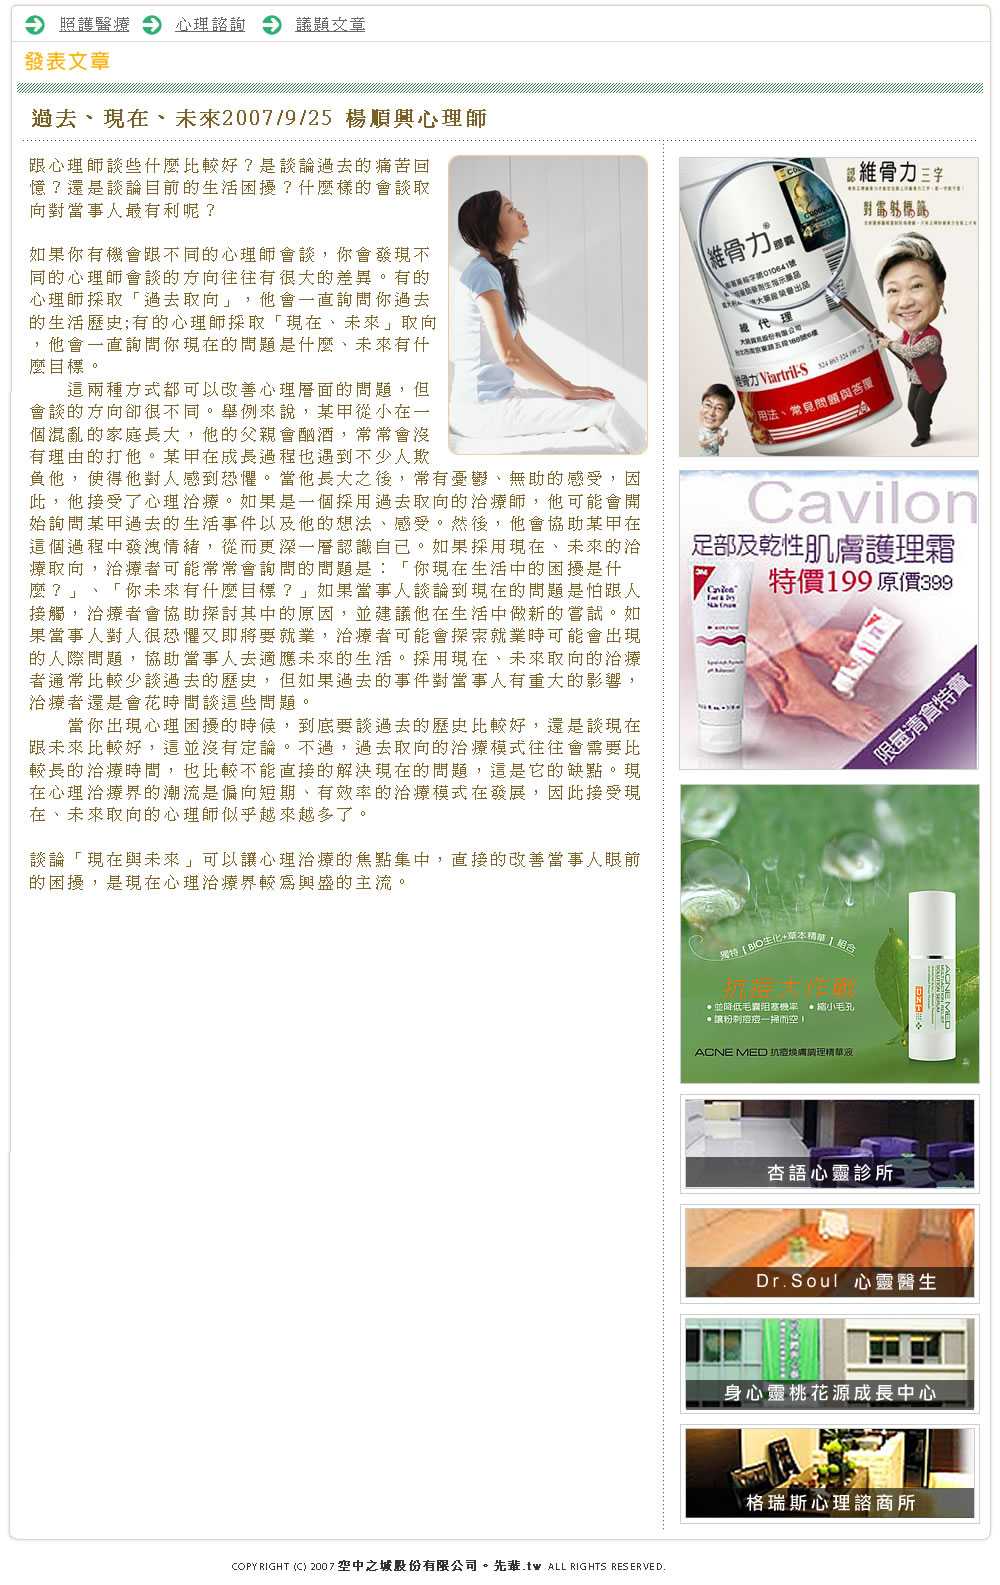 照護醫療 心理諮詢 議題文章
發表文章
過去、現在、未來2007/9/25 楊順興心理師
跟心理師談些什麼比較好？是談論過去的痛苦回
憶？還是談論目前的生活困擾？什麼樣的會談取
向對當事人最有利呢？
如果你有機會跟不同的心理師會談，你會發現不
同的心理師會談的方向往往有很大的差異。有的
心理師採取「過去取向」，他會一直詢問你過去
的生活歷史;有的心理師採取「現在、未來」取向
，他會一直詢問你現在的問題是什麼、未來有什
麼目標。
這兩種方式都可以改善心理層面的問題，但
會談的方向卻很不同。舉例來說，某甲從小在一
個混亂的家庭長大，他的父親會酗酒，常常會沒
有理由的打他。某甲在成長過程也遇到不少人欺
負他，使得他對人感到恐懼。當他長大之後，常有憂鬱、無助的感受，因
此，他接受了心理治療。如果是一個採用過去取向的治療師，他可能會開
始詢問某甲過去的生活事件以及他的想法、感受。然後，他會協助某甲在
這個過程中發洩情緒，從而更深一層認識自己。如果採用現在、未來的治
療取向，治療者可能常常會詢問的問題是：「你現在生活中的困擾是什
麼？」、「你未來有什麼目標？」如果當事人談論到現在的問題是怕跟人
接觸，治療者會協助探討其中的原因，並建議他在生活中做新的嘗試。如
果當事人對人很恐懼又即將要就業，治療者可能會探索就業時可能會出現
的人際問題，協助當事人去適應未來的生活。採用現在、未來取向的治療
者通常比較少談過去的歷史，但如果過去的事件對當事人有重大的影響，
治療者還是會花時間談這些問題。
當你出現心理困擾的時候，到底要談過去的歷史比較好，還是談現在
跟未來比較好，這並沒有定論。不過，過去取向的治療模式往往會需要比
較長的治療時間，也比較不能直接的解決現在的問題，這是它的缺點。現
在心理治療界的潮流是偏向短期、有效率的治療模式在發展，因此接受現
在、未來取向的心理師似乎越來越多了。
談論「現在與未來」可以讓心理治療的焦點集中，直接的改善當事人眼前
的困擾，是現在心理治療界較為興盛的主流。
認維骨力三字
對雷射標籤
維骨力® 膠囊
總代理
維骨力 Viartril-S
用法、常見問題與答覆
Cavilon
足部及乾性肌膚護理霜
特價199 原價399
3M
Cavilon
Foot & Dry
Skin Cream
限量清倉特賣
獨特【BIO生化+草本精華】組合
抗痘大作戰
•並降低毛囊阻塞機率 •縮小毛孔
•讓粉刺痘痘一掃而空！
ACNE MED 抗痘煥膚調理精華液
ACNE MED
DNT
杏語心靈診所
Dr.Soul 心靈醫生
身心靈桃花源成長中心
格瑞斯心理諮商所
COPYRIGHT (C) 2007 空中之城股份有限公司。先輩.tw ALL RIGHTS RESERVED.